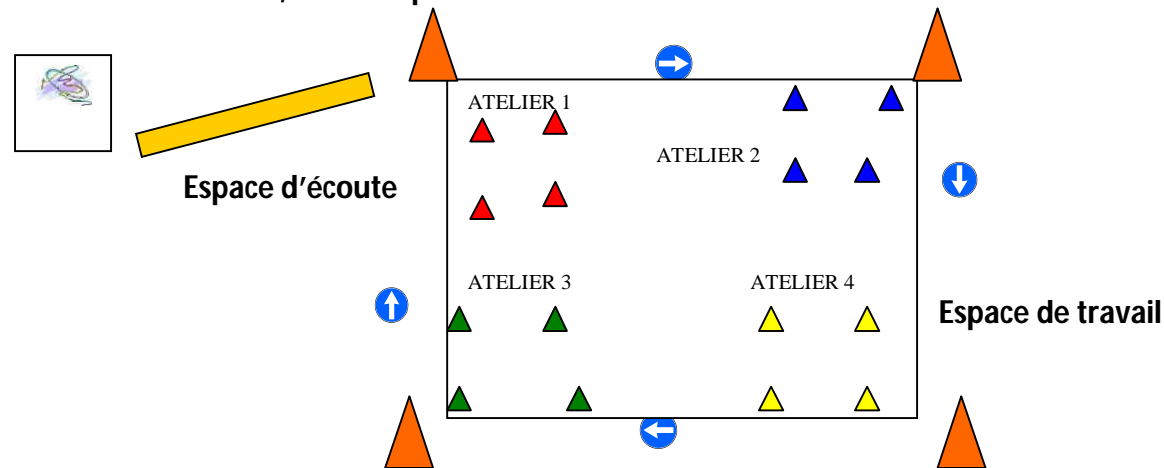 ATELIER 1
ATELIER 2
Espace d'écoute
ATELIER 3
ATELIER 4
Espace de travail